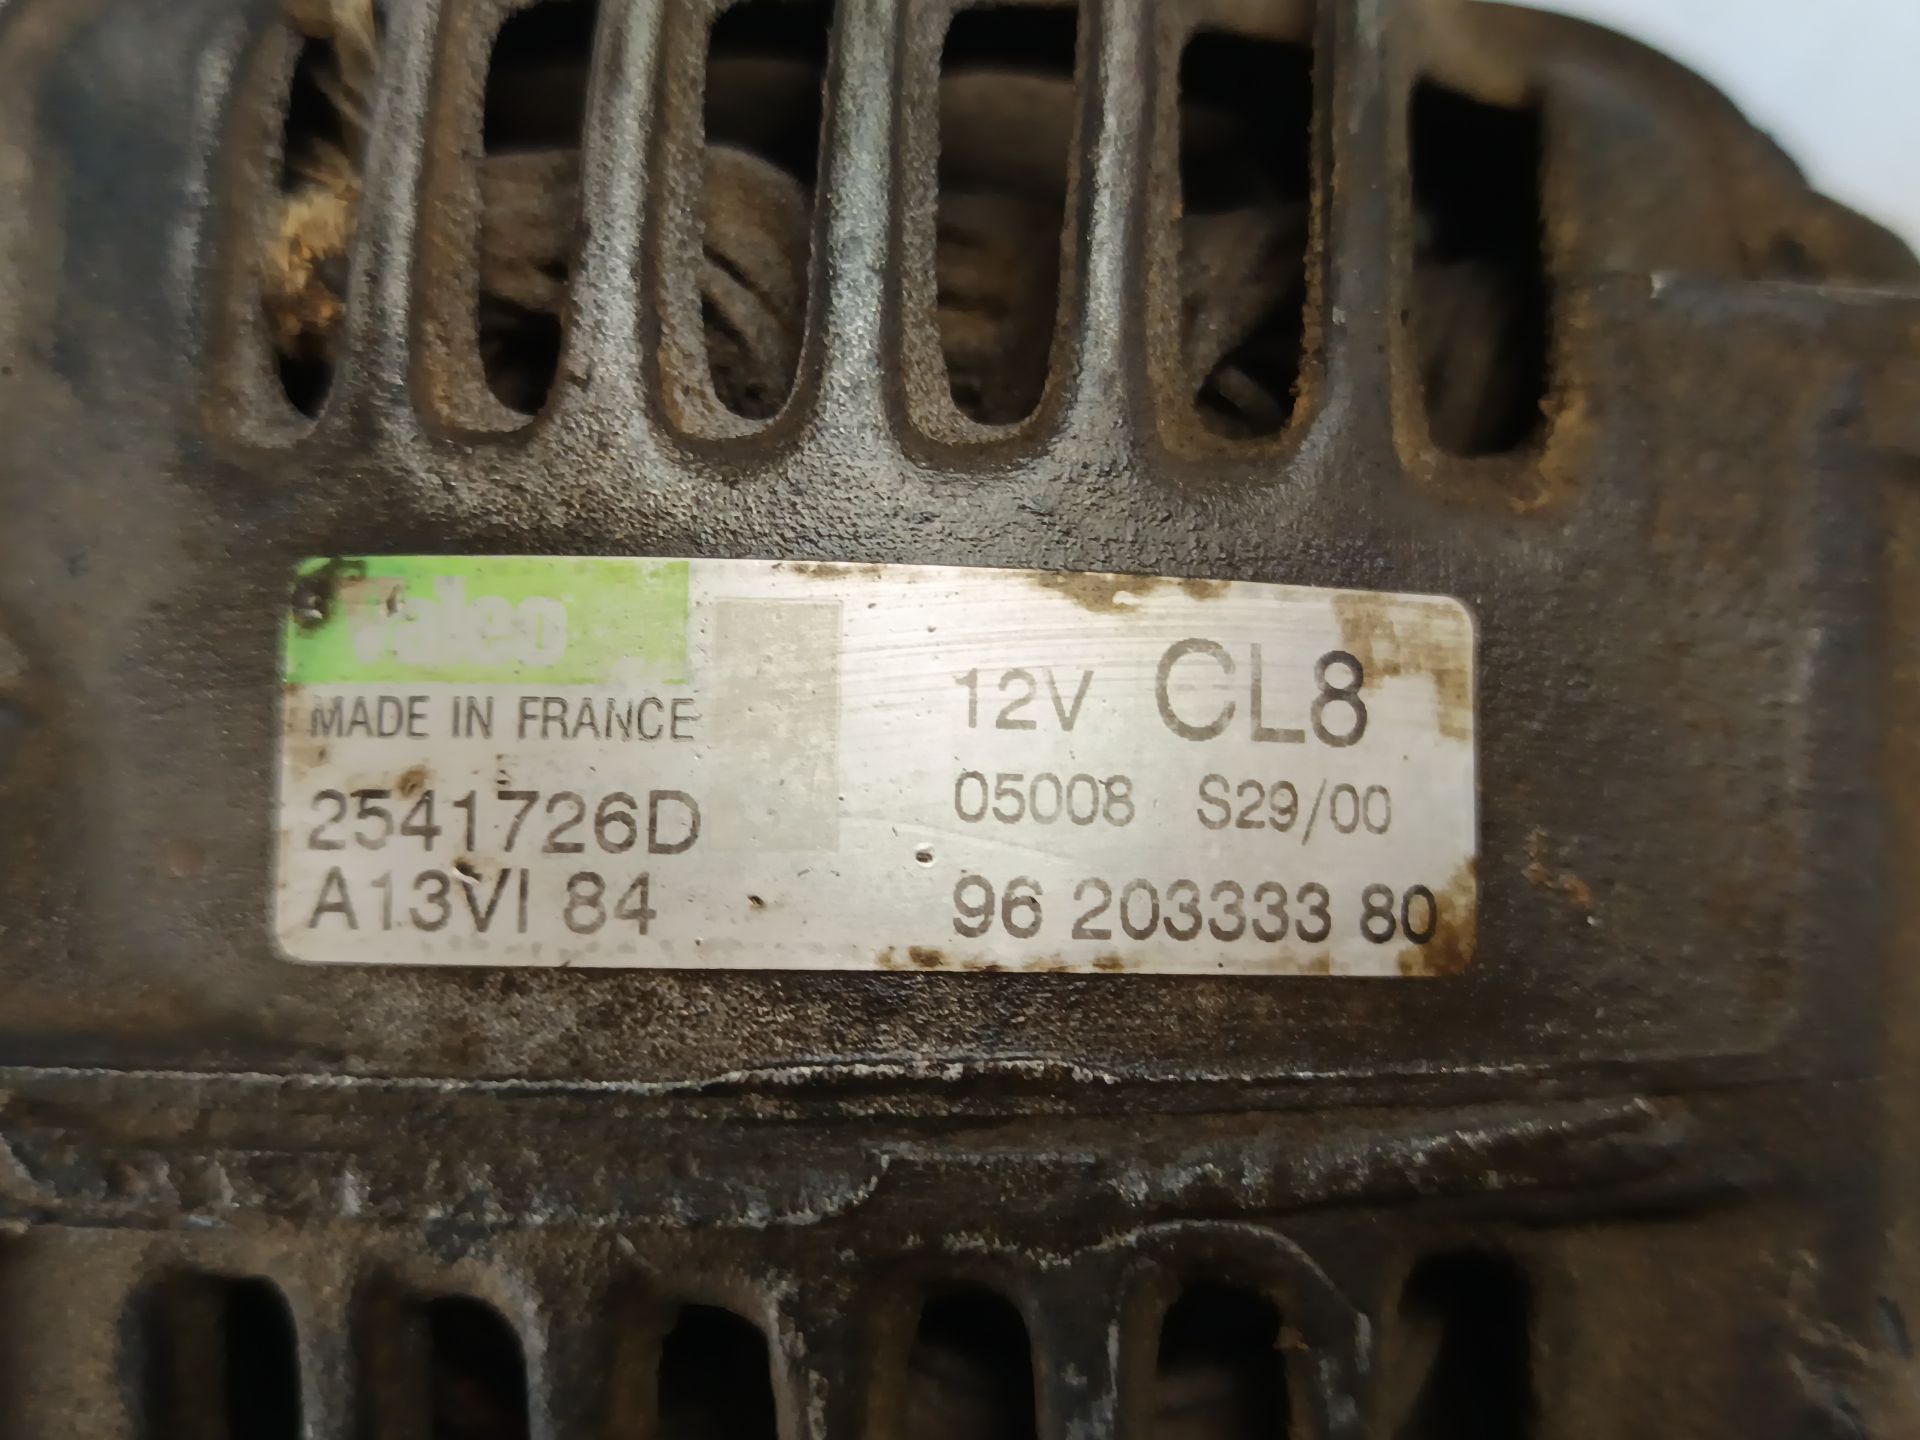 valeo
MADE IN FRANCE
2541726D
A13VI 84
12V CL8
05008 S29/00
96 203333 80